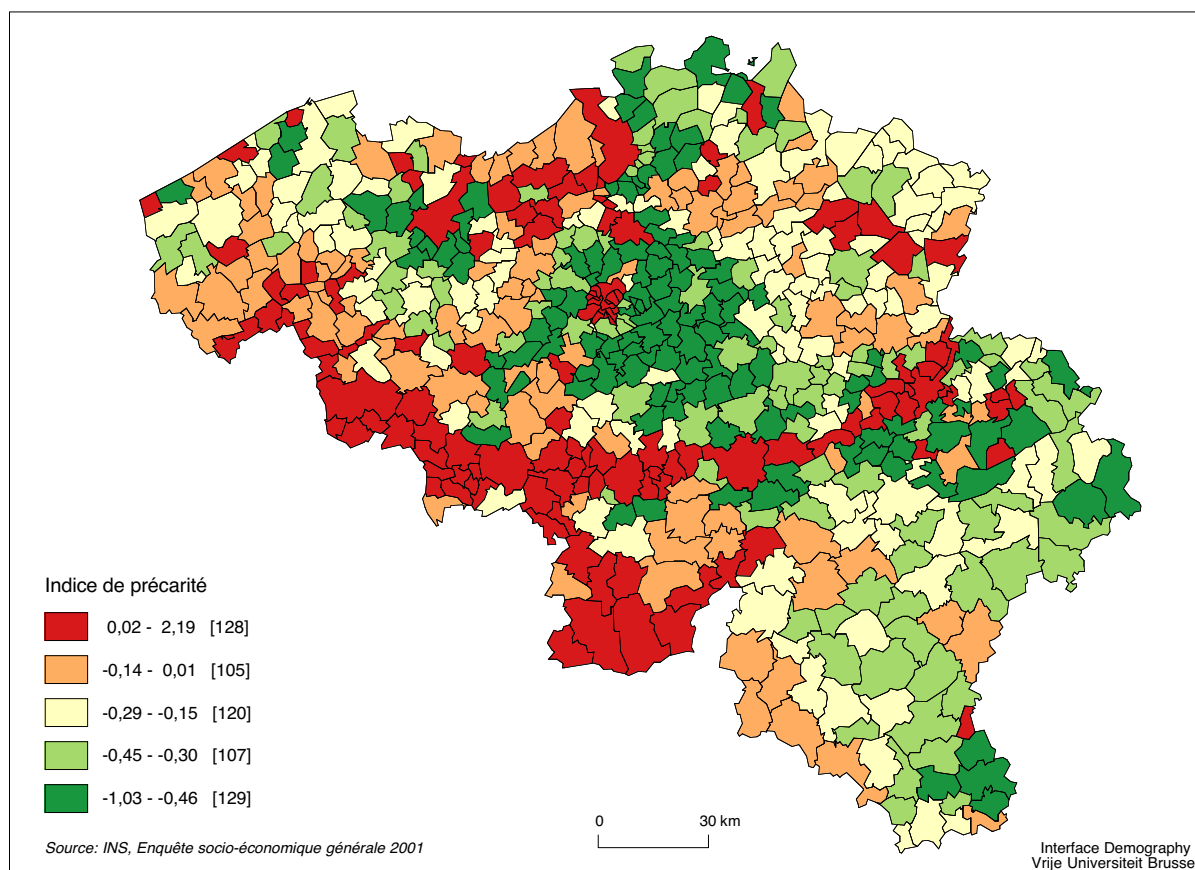 Indice de précarité
0,02 - 2,19 [128]
-0,14 - 0,01 [105]
-0,29 - -0,15 [120]
-0,45 - -0,30 [107]
-1,03 - -0,46 [129]
0 30 km
Source: INS, Enquête socio-économique générale 2001
Interface Demography
Vrije Universiteit Brusse